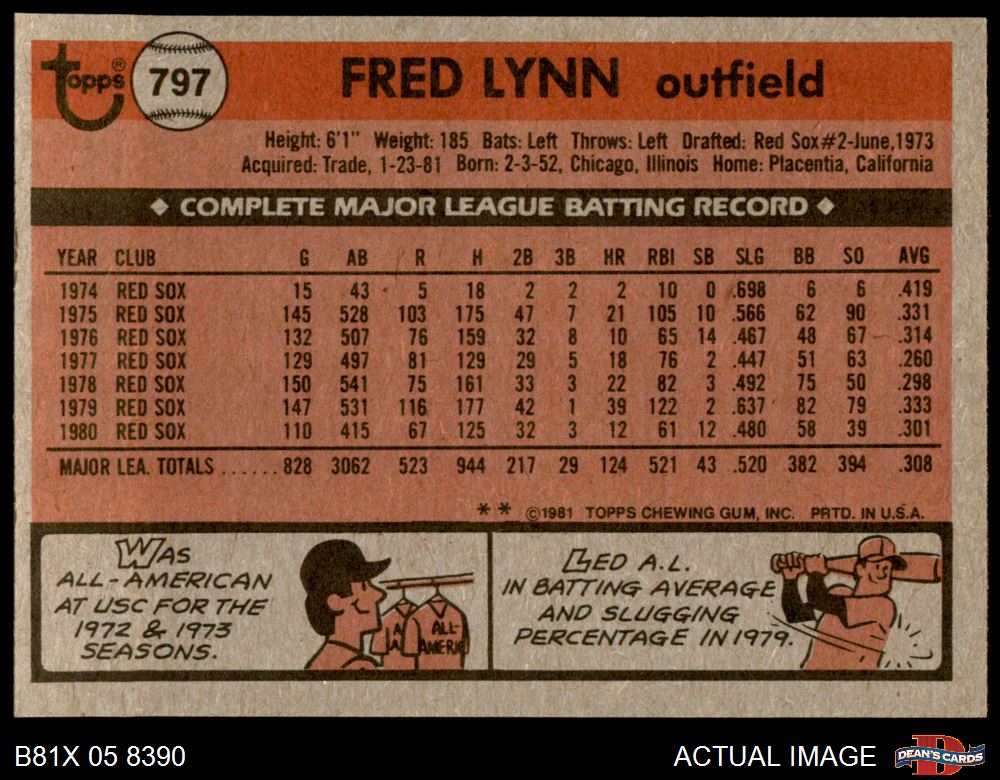 Topps®
797
FRED LYNN outfield
Height: 6'1" Weight: 185 Bats: Left Throws: Left Drafted: Red Sox#2-June,1973
Acquired: Trade, 1-23-81 Born: 2-3-52, Chicago, Illinois Home: Placentia, California
◆ COMPLETE MAJOR LEAGUE BATTING RECORD ◆
YEAR CLUB G AB R H 2B 3B HR RBI SB SLG BB SO AVG
1974 RED SOX 15 43 5 18 2 2 2 10 0 .698 6 6 .419
1975 RED SOX 145 528 103 175 47 7 21 105 10 .566 62 90 .331
1976 RED SOX 132 507 76 159 32 8 10 65 14 .467 48 67 .314
1977 RED SOX 129 497 81 129 29 5 18 76 2 .447 51 63 .260
1978 RED SOX 150 541 75 161 33 3 22 82 3 .492 75 50 .298
1979 RED SOX 147 531 116 177 42 1 39 122 2 .637 82 79 .333
1980 RED SOX 110 415 67 125 32 3 12 61 12 .480 58 39 .301
MAJOR LEA. TOTALS ...... 828 3062 523 944 217 29 124 521 43 .520 382 394 .308
* * ©1981 TOPPS CHEWING GUM, INC. PRTD. IN U.S.A.
WAS
ALL-AMERICAN
AT USC FOR THE
1972 & 1973
SEASONS.
ALL-
AMERIC
LED A.L.
IN BATTING AVERAGE
AND SLUGGING
PERCENTAGE IN 1979.
B81X 05 8390
ACTUAL IMAGE
DEAN'S CARDS